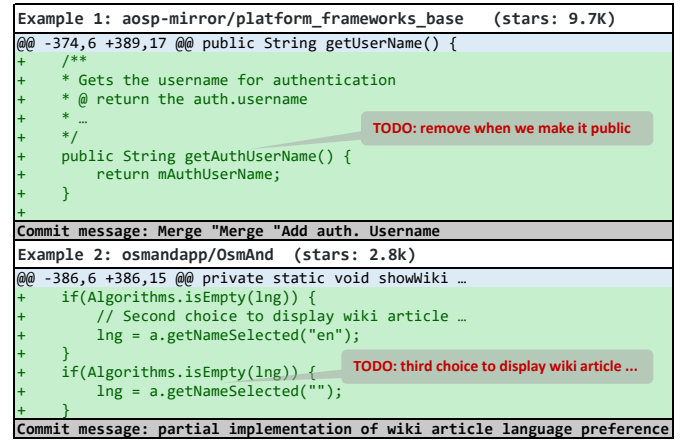 Example 1: aosp-mirror/platform_frameworks_base (stars: 9.7K)
@@ -374,6 +389,17 @@ public String getUserName() {
+ /**
+ * Gets the username for authentication
+ * @ return the auth.username
+ * …
TODO: remove when we make it public
+ */
+ public String getAuthUserName() {
+ return mAuthUserName;
+ }
+
Commit message: Merge "Merge "Add auth. Username
Example 2: osmandapp/OsmAnd (stars: 2.8k)
@@ -386,6 +386,15 @@ private static void showWiki …
+ if(Algorithms.isEmpty(lng)) {
+ // Second choice to display wiki article …
+ lng = a.getNameSelected("en");
+ }
+ if(Algorithms.isEmpty(lng)) {
TODO: third choice to display wiki article ...
+ lng = a.getNameSelected("");
+ }
Commit message: partial implementation of wiki article language preference